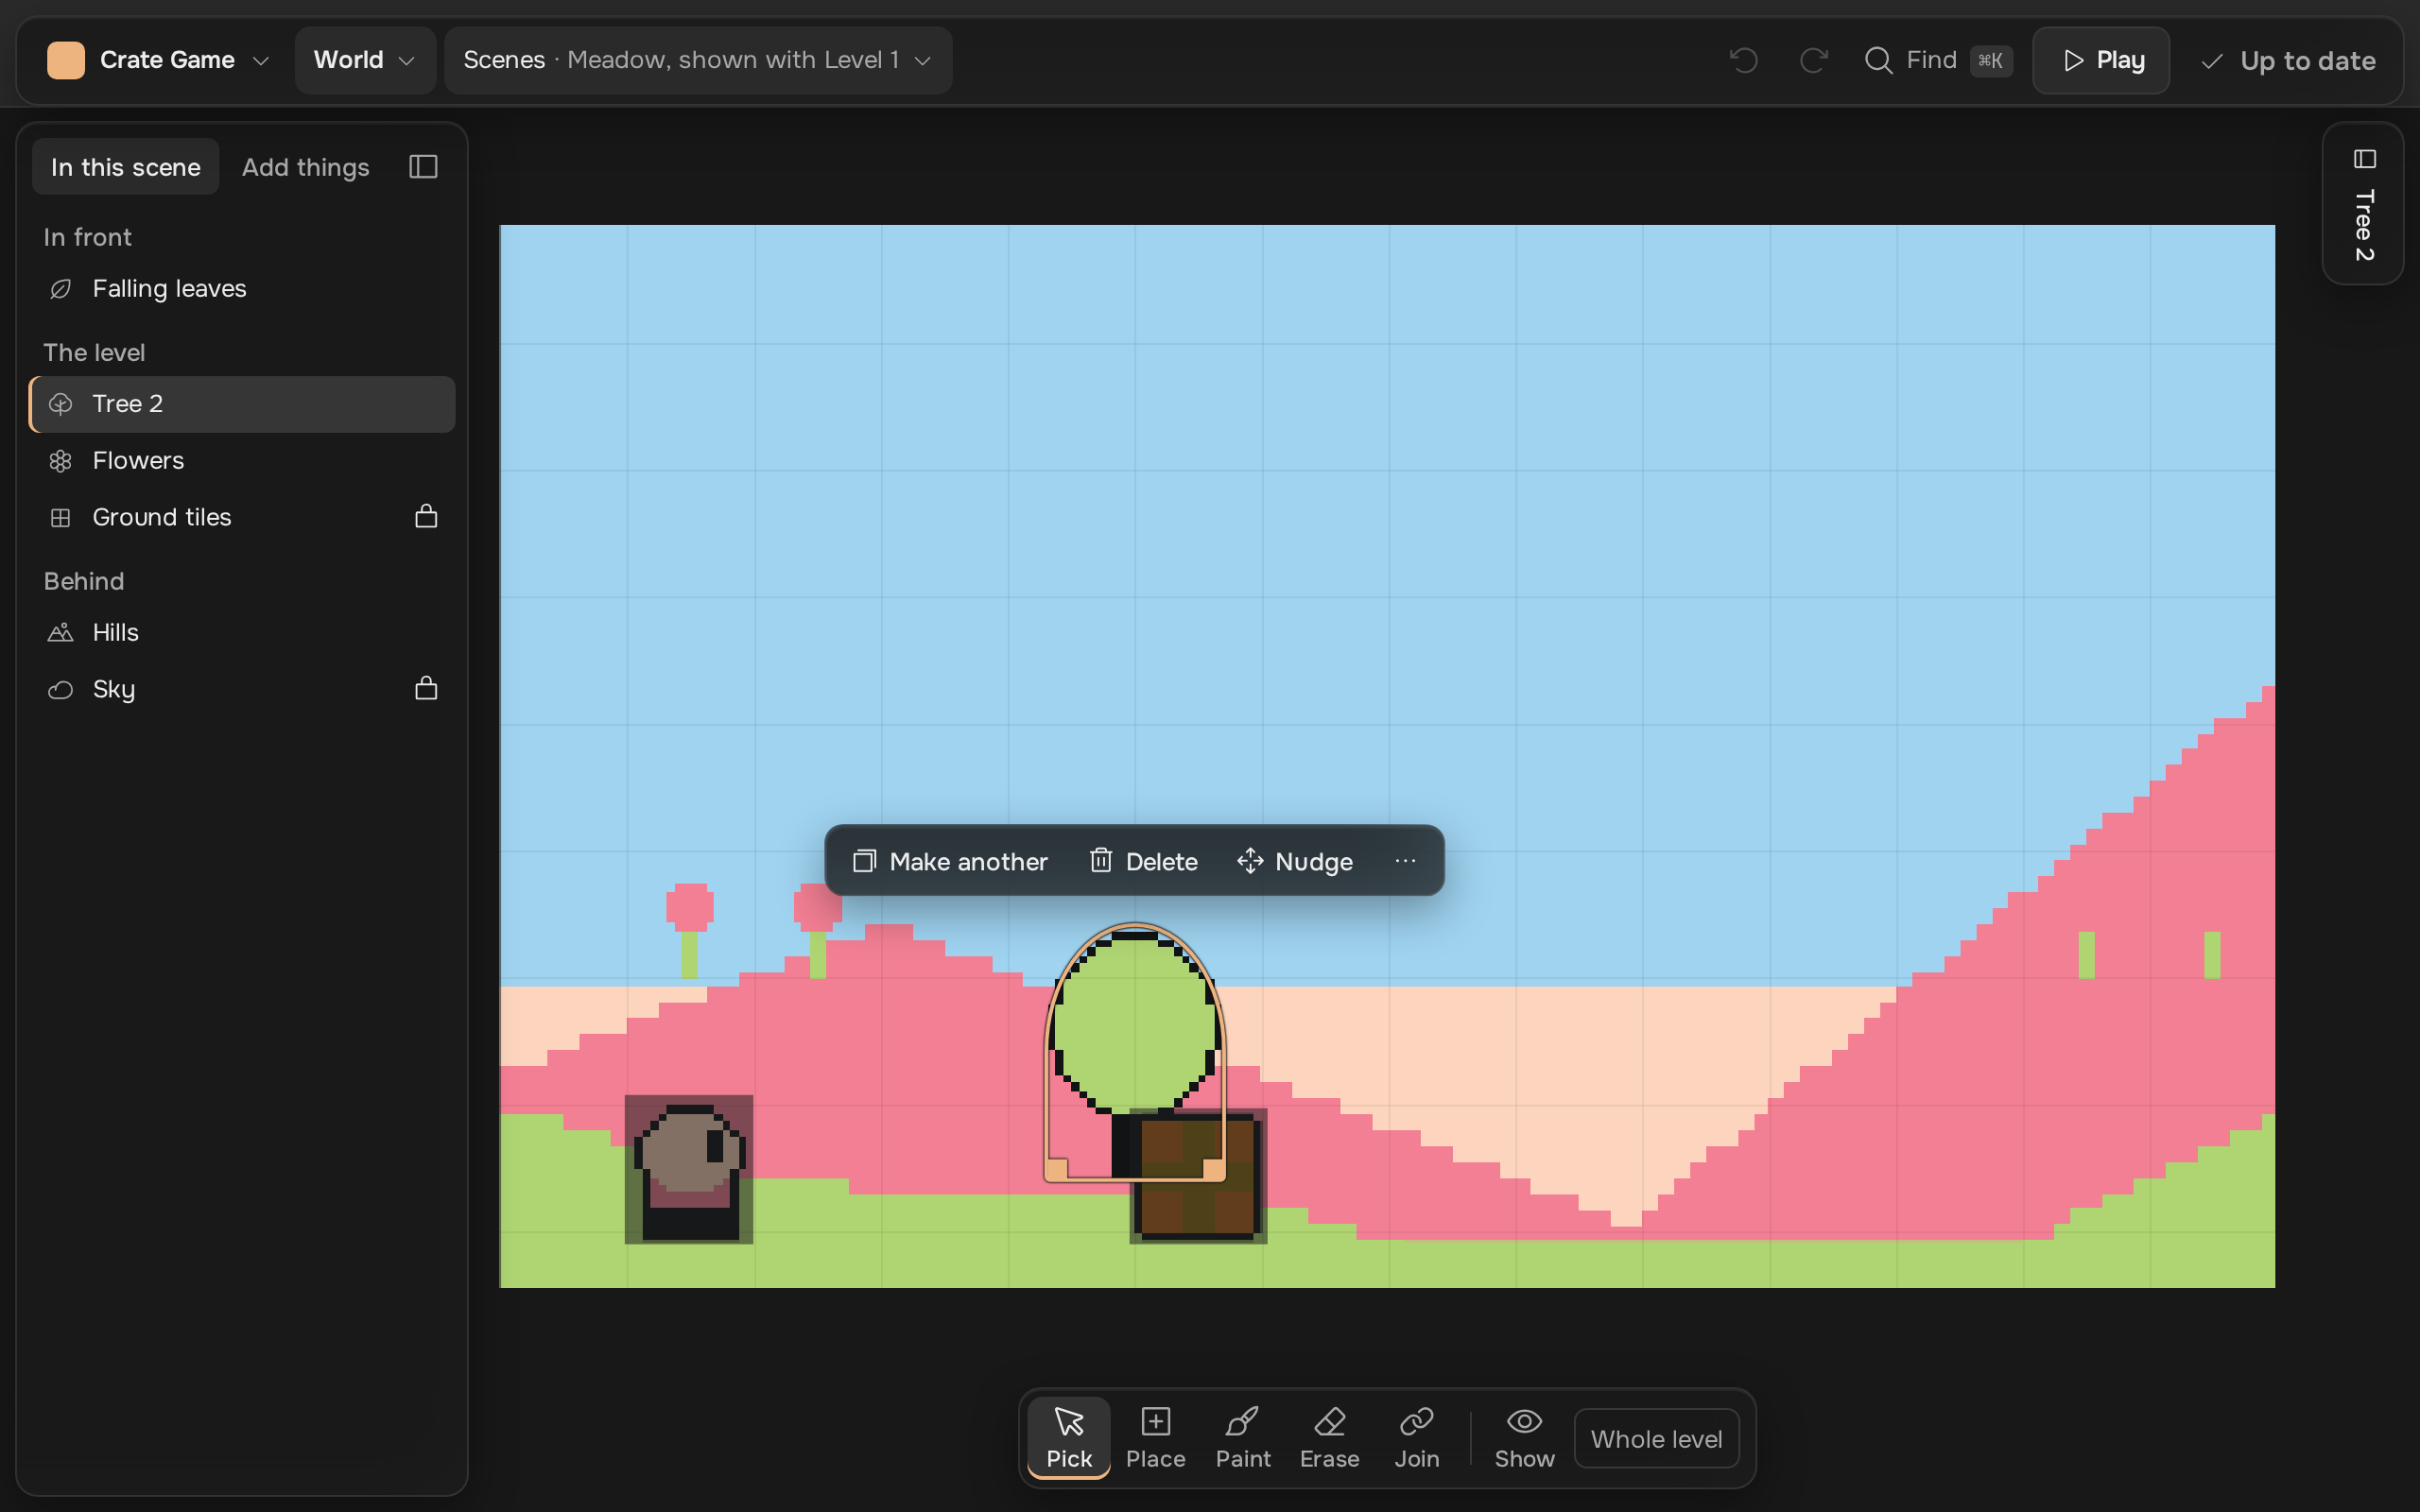 Crate Game
World
Scenes · Meadow, shown with Level 1
Find ⌘K
Play
Up to date
In this scene
Add things
In front
Falling leaves
The level
Tree 2
Flowers
Ground tiles
Behind
Hills
Sky
Tree 2
Make another
Delete
Nudge
···
Pick
Place
Paint
Erase
Join
Show
Whole level